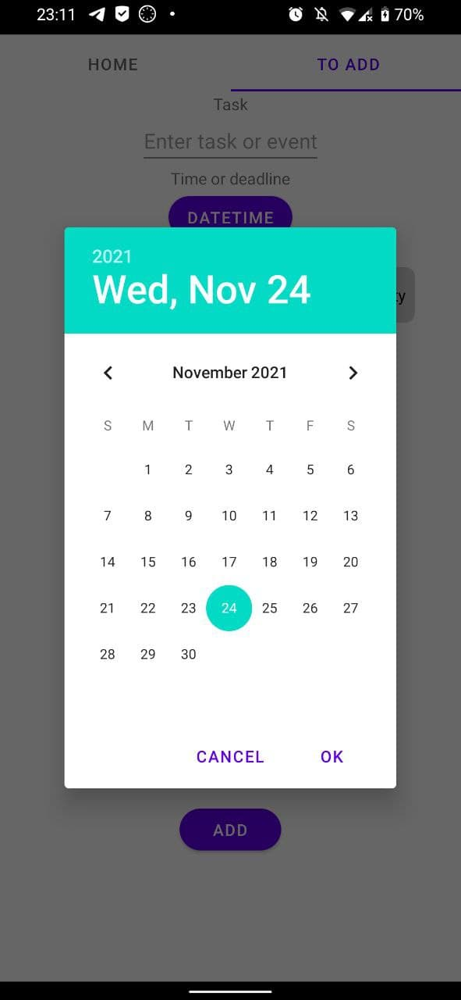 23:11 70%
HOME TO ADD
Task
Enter task or event
Time or deadline
DATETIME
2021
Wed, Nov 24
November 2021
S M T W T F S
1 2 3 4 5 6
7 8 9 10 11 12 13
14 15 16 17 18 19 20
21 22 23 24 25 26 27
28 29 30
CANCEL OK
ADD